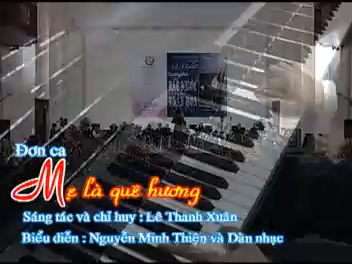 Đơn ca
Mẹ là quê hương
Sáng tác và chỉ huy : Lê Thanh Xuân
Biểu diễn : Nguyễn Minh Thiện và Dàn nhạc